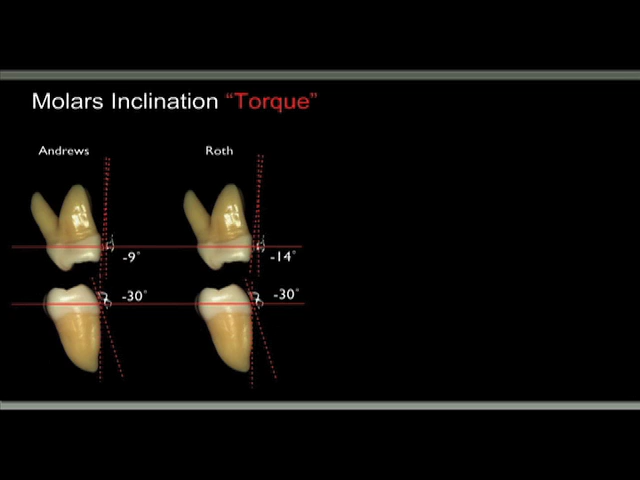 Molars Inclination “Torque”
Andrews Roth
-9° -14°
-30° -30°